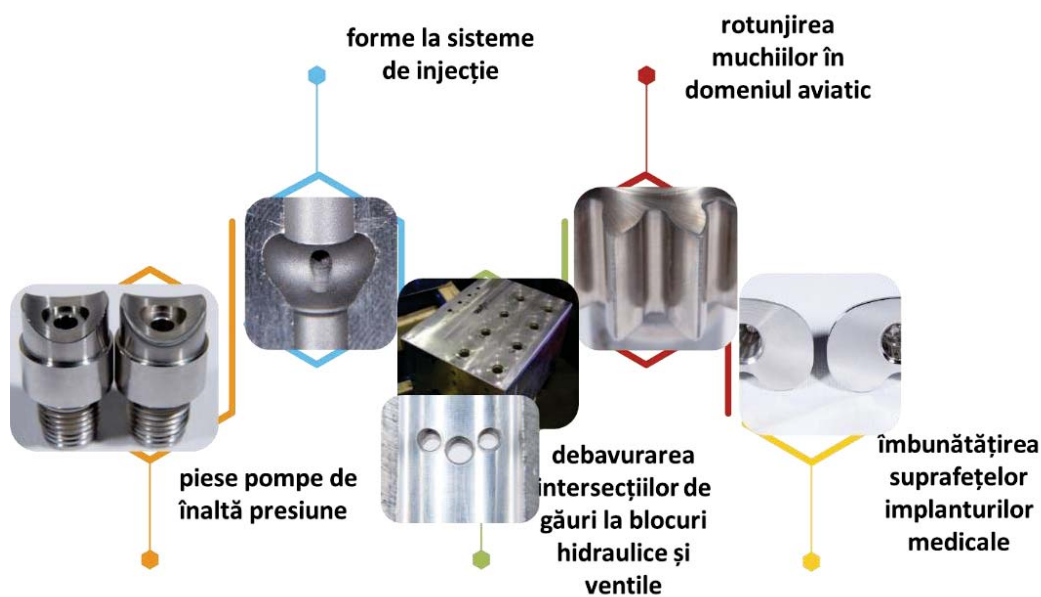 forme la sisteme
de injecție
rotunjirea
muchiilor în
domeniul aviatic
piese pompe de
înaltă presiune
debavurarea
intersecțiilor de
găuri la blocuri
hidraulice și
ventile
îmbunătățirea
suprafețelor
implanturilor
medicale